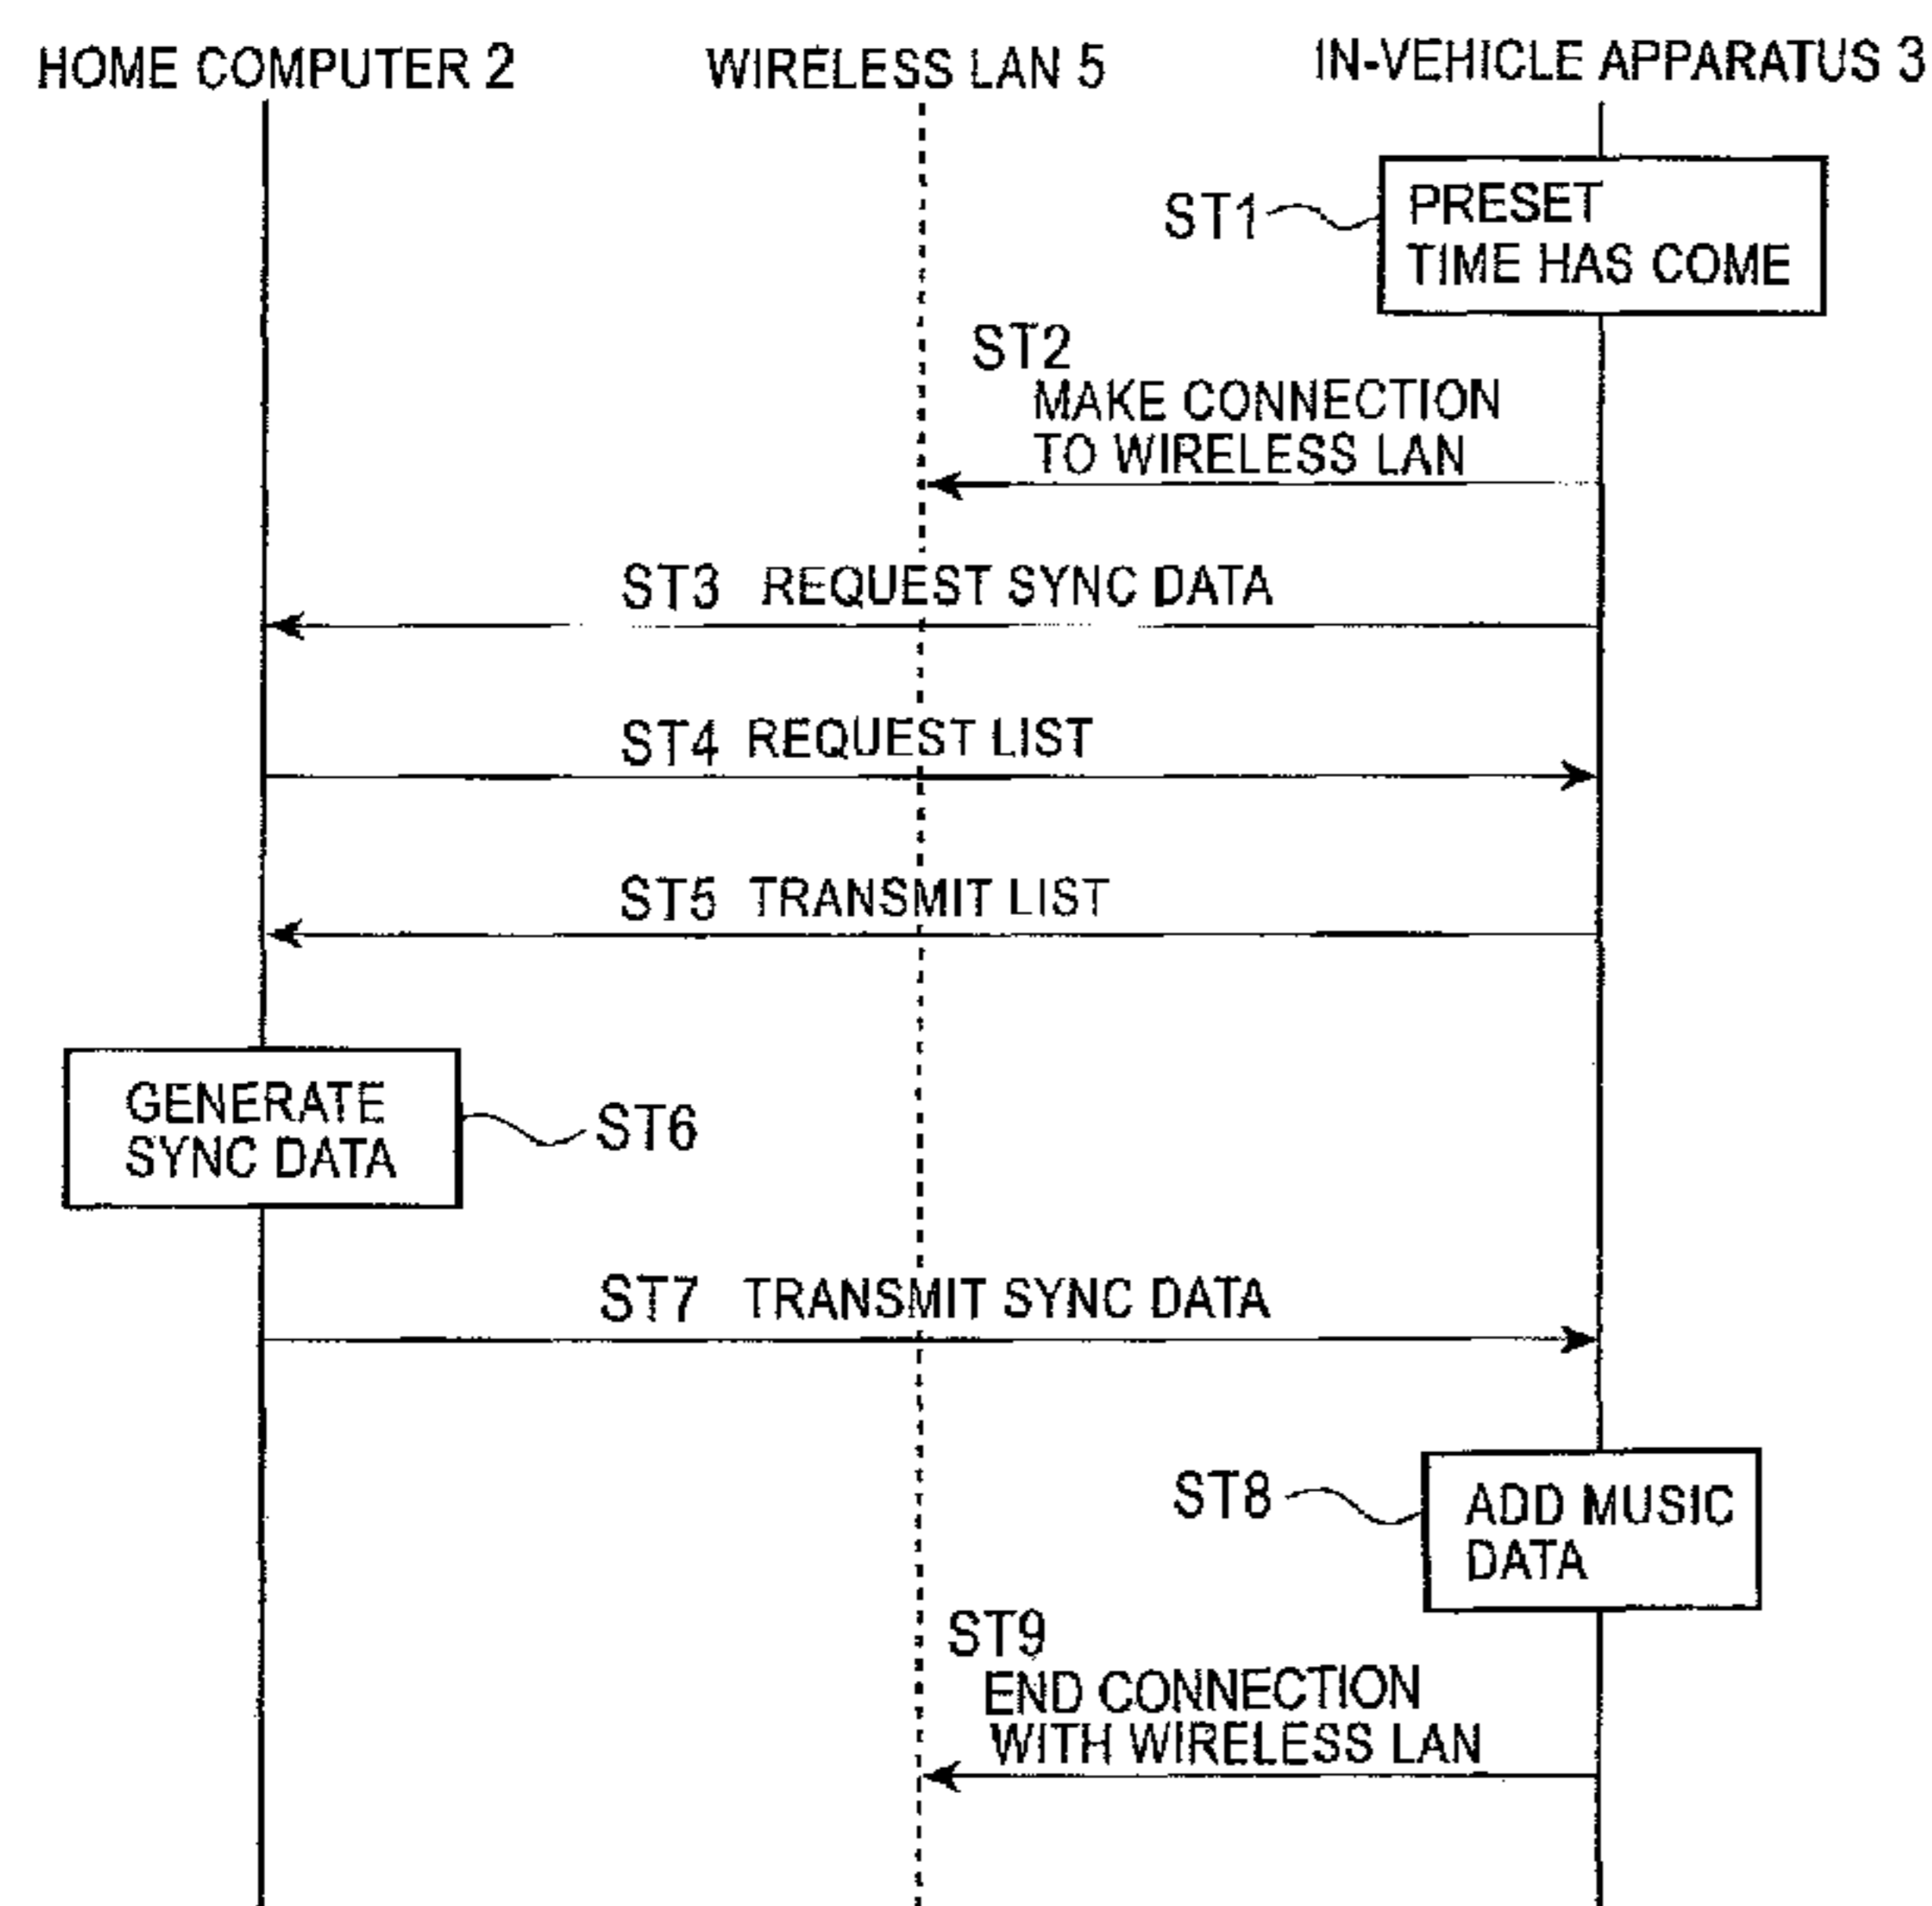 HOME COMPUTER 2
WIRELESS LAN 5
IN-VEHICLE APPARATUS 3
ST1
PRESET
TIME HAS COME
ST2
MAKE CONNECTION
TO WIRELESS LAN
ST3 REQUEST SYNC DATA
ST4 REQUEST LIST
ST5 TRANSMIT LIST
GENERATE
SYNC DATA
ST6
ST7 TRANSMIT SYNC DATA
ST8
ADD MUSIC
DATA
ST9
END CONNECTION
WITH WIRELESS LAN